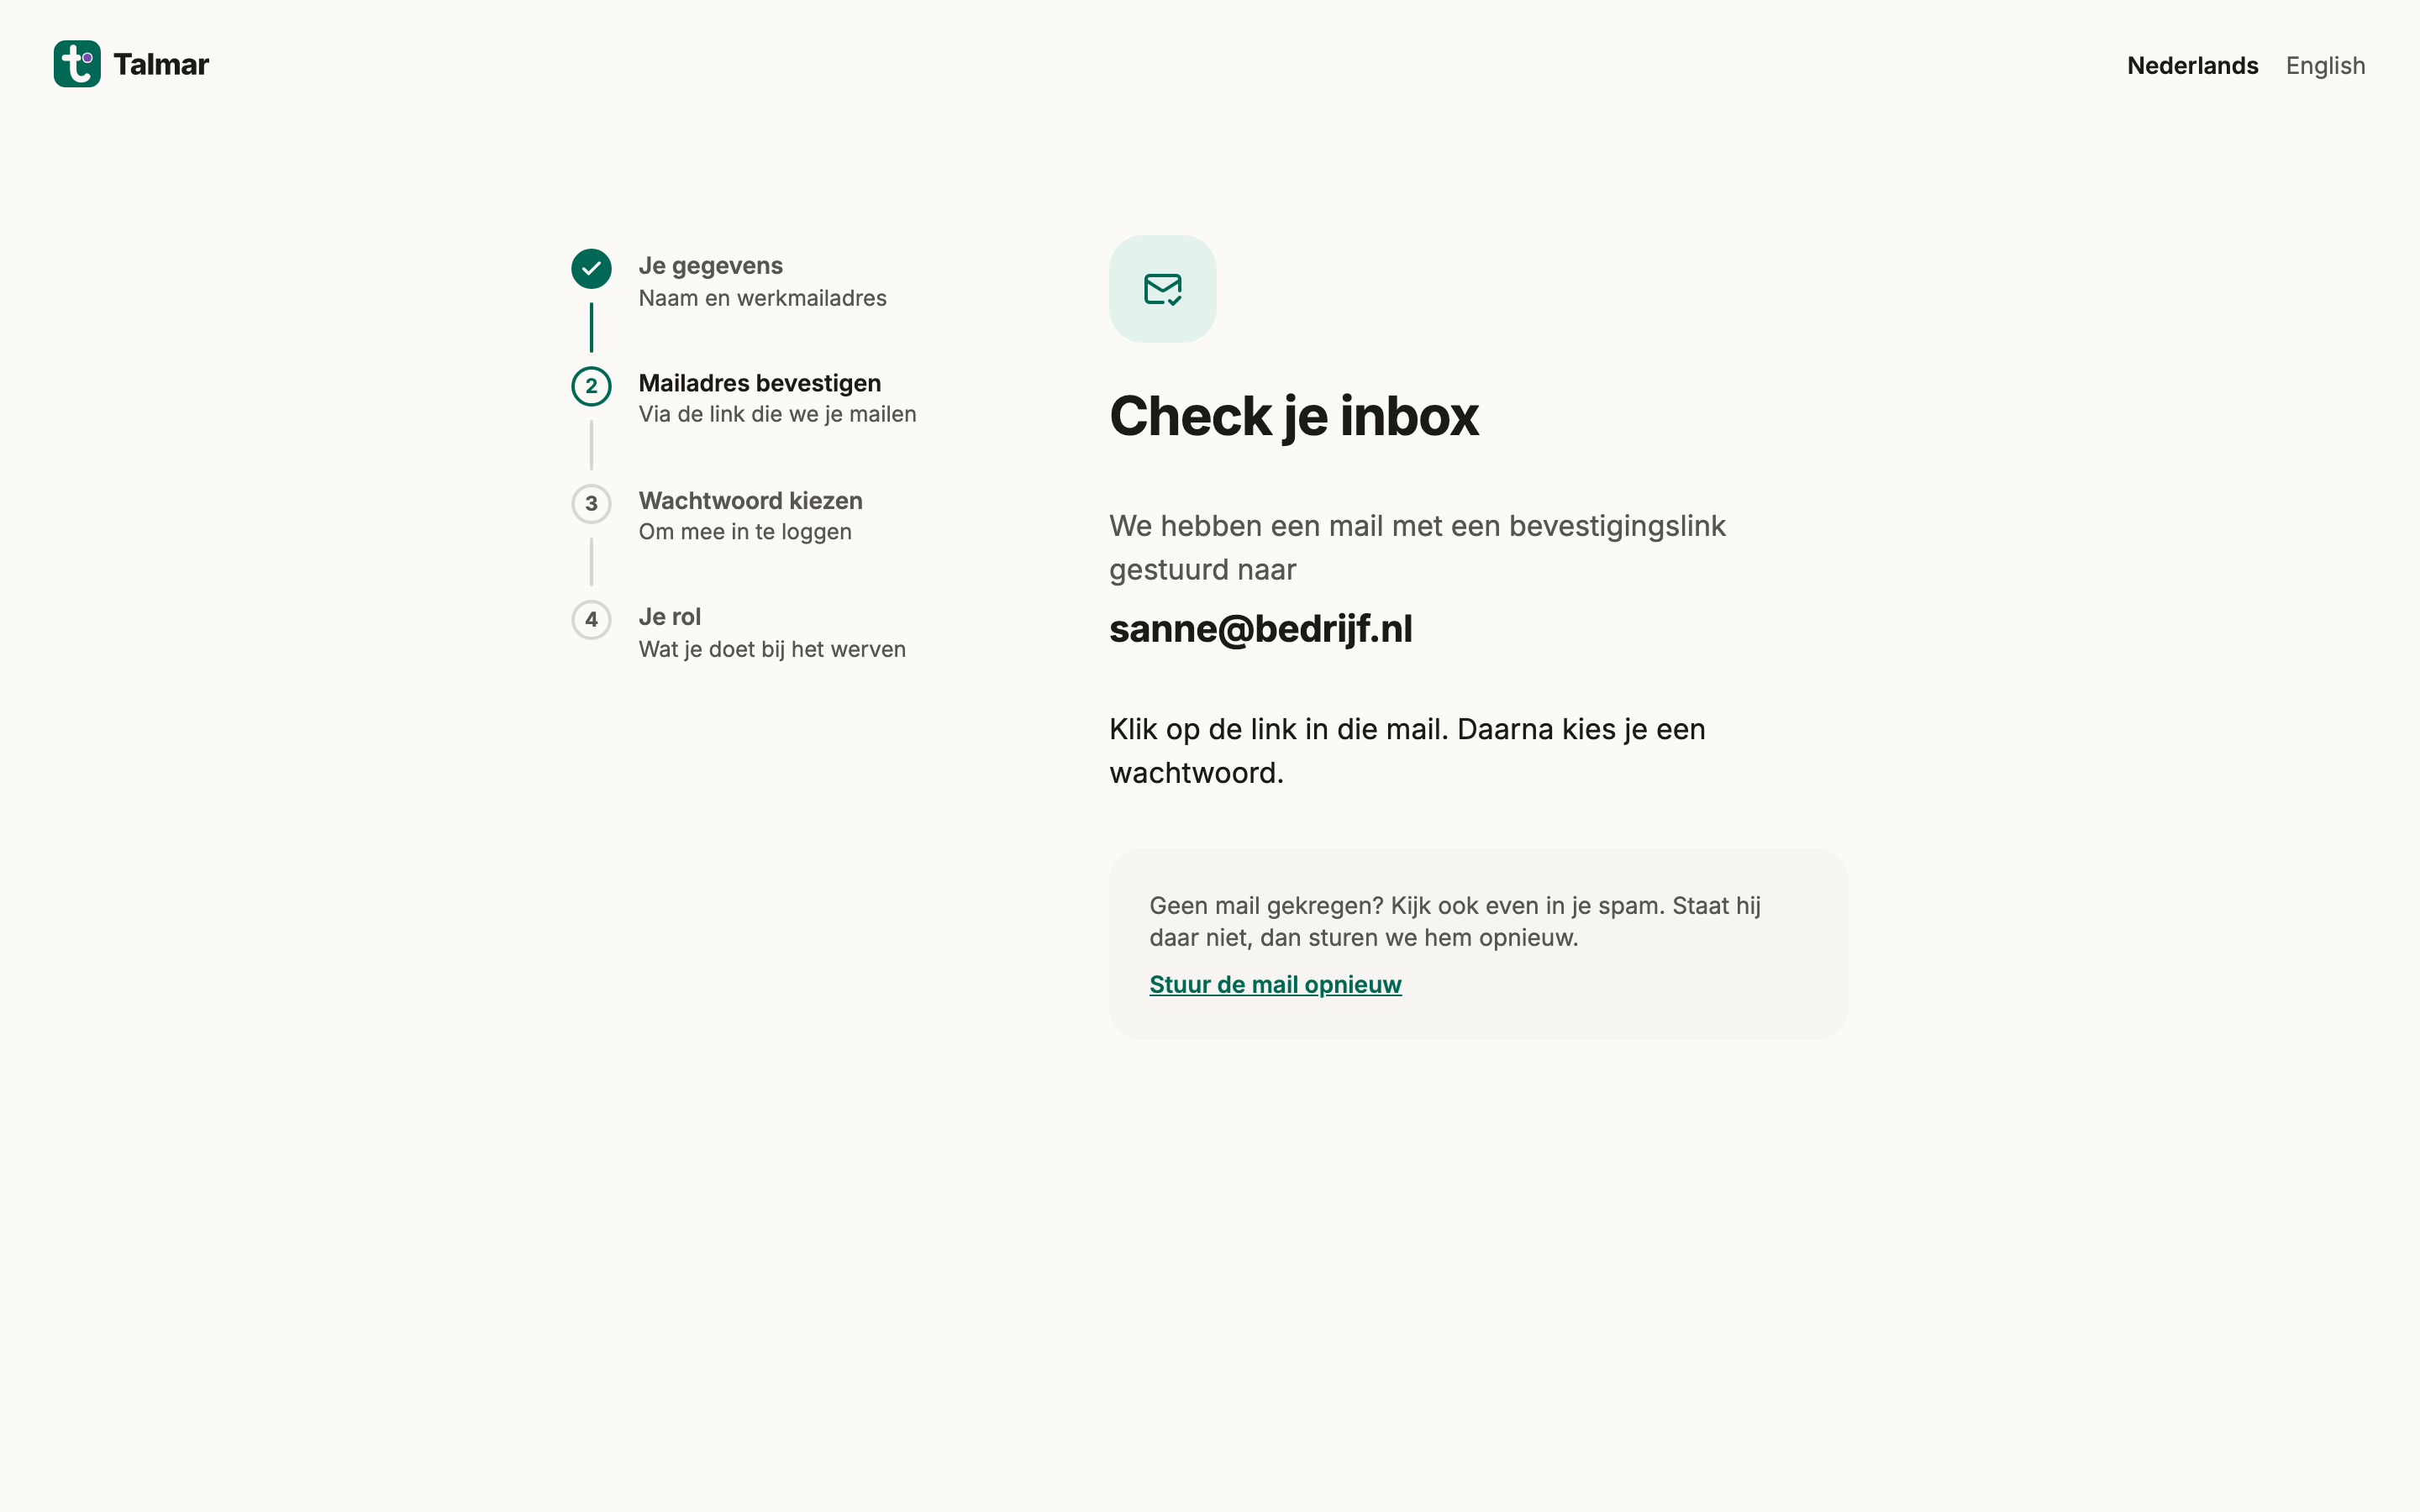 Talmar
Nederlands English
Je gegevens
Naam en werkmailadres
2
Mailadres bevestigen
Via de link die we je mailen
3
Wachtwoord kiezen
Om mee in te loggen
4
Je rol
Wat je doet bij het werven
Check je inbox
We hebben een mail met een bevestigingslink
gestuurd naar
sanne@bedrijf.nl
Klik op de link in die mail. Daarna kies je een
wachtwoord.
Geen mail gekregen? Kijk ook even in je spam. Staat hij
daar niet, dan sturen we hem opnieuw.
Stuur de mail opnieuw